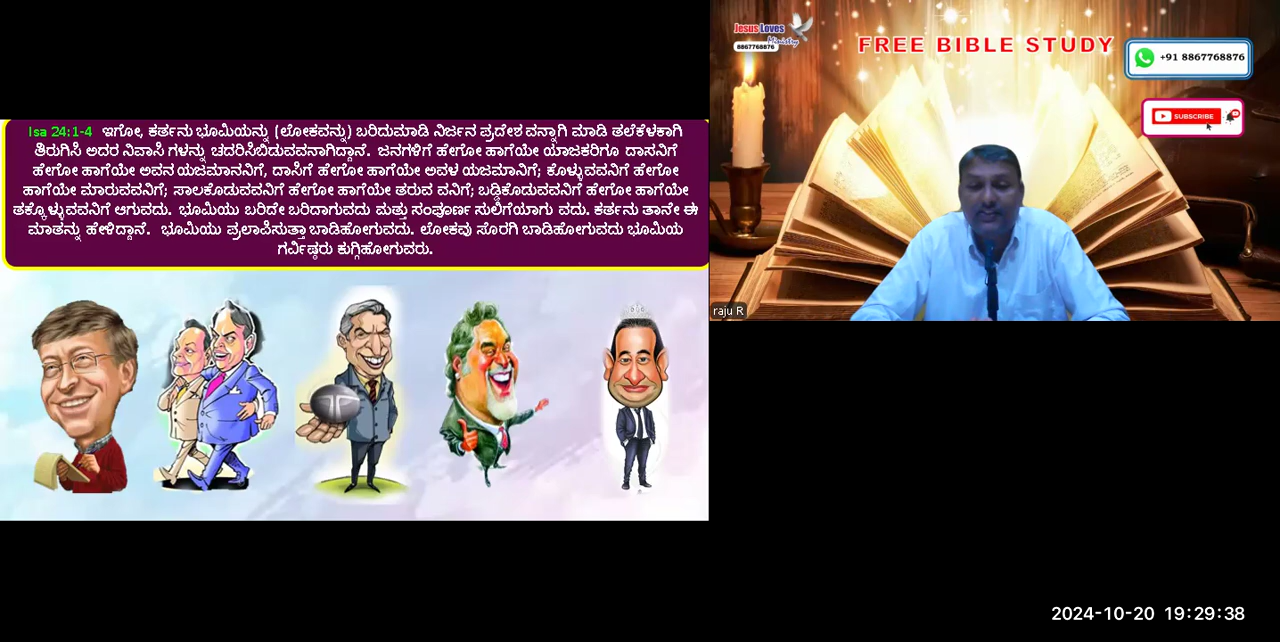 Isa 24:1-4 ಇಗೋ, ಕರ್ತನು ಭೂಮಿಯನ್ನು (ಲೋಕವನ್ನು) ಬರಿದುಮಾಡಿ ನಿರ್ಜನ ಪ್ರದೇಶ ವನ್ನಾಗಿ ಮಾಡಿ ತಲೆಕೆಳಕಾಗಿ
ತಿರುಗಿಸಿ ಅದರ ನಿವಾಸಿ ಗಳನ್ನು ಚದರಿಸಿಬಿಡುವವನಾಗಿದ್ದಾನೆ. ಜನಗಳಿಗೆ ಹೇಗೋ ಹಾಗೆಯೇ ಯಾಜಕರಿಗೂ ದಾಸನಿಗೆ
ಹೇಗೋ ಹಾಗೆಯೇ ಅವನ ಯಜಮಾನನಿಗೆ, ದಾಸಿಗೆ ಹೇಗೋ ಹಾಗೆಯೇ ಅವಳ ಯಜಮಾನಿಗೆ; ಕೊಳ್ಳುವವನಿಗೆ ಹೇಗೋ
ಹಾಗೆಯೇ ಮಾರುವವನಿಗೆ; ಸಾಲಕೊಡುವವನಿಗೆ ಹೇಗೋ ಹಾಗೆಯೇ ತರುವ ವನಿಗೆ; ಬಡ್ಡಿಕೊಡುವವನಿಗೆ ಹೇಗೋ ಹಾಗೆಯೇ
ತಕ್ಕೊಳ್ಳುವವನಿಗೆ ಆಗುವದು. ಭೂಮಿಯು ಬರಿದೇ ಬರಿದಾಗುವದು ಮತ್ತು ಸಂಪೂರ್ಣ ಸುಲಿಗೆಯಾಗು ವದು. ಕರ್ತನು ತಾನೇ ಈ
ಮಾತನ್ನು ಹೇಳಿದ್ದಾನೆ. ಭೂಮಿಯು ಪ್ರಲಾಪಿಸುತ್ತಾ ಬಾಡಿಹೋಗುವದು. ಲೋಕವು ಸೊರಗಿ ಬಾಡಿಹೋಗುವದು ಭೂಮಿಯ
ಗರ್ವಿಷ್ಠರು ಕುಗ್ಗಿಹೋಗುವರು.
Jesus Loves
Ministry
8867768876
FREE BIBLE STUDY
+91 8867768876
SUBSCRIBE
raju R
2024-10-20 19:29:38